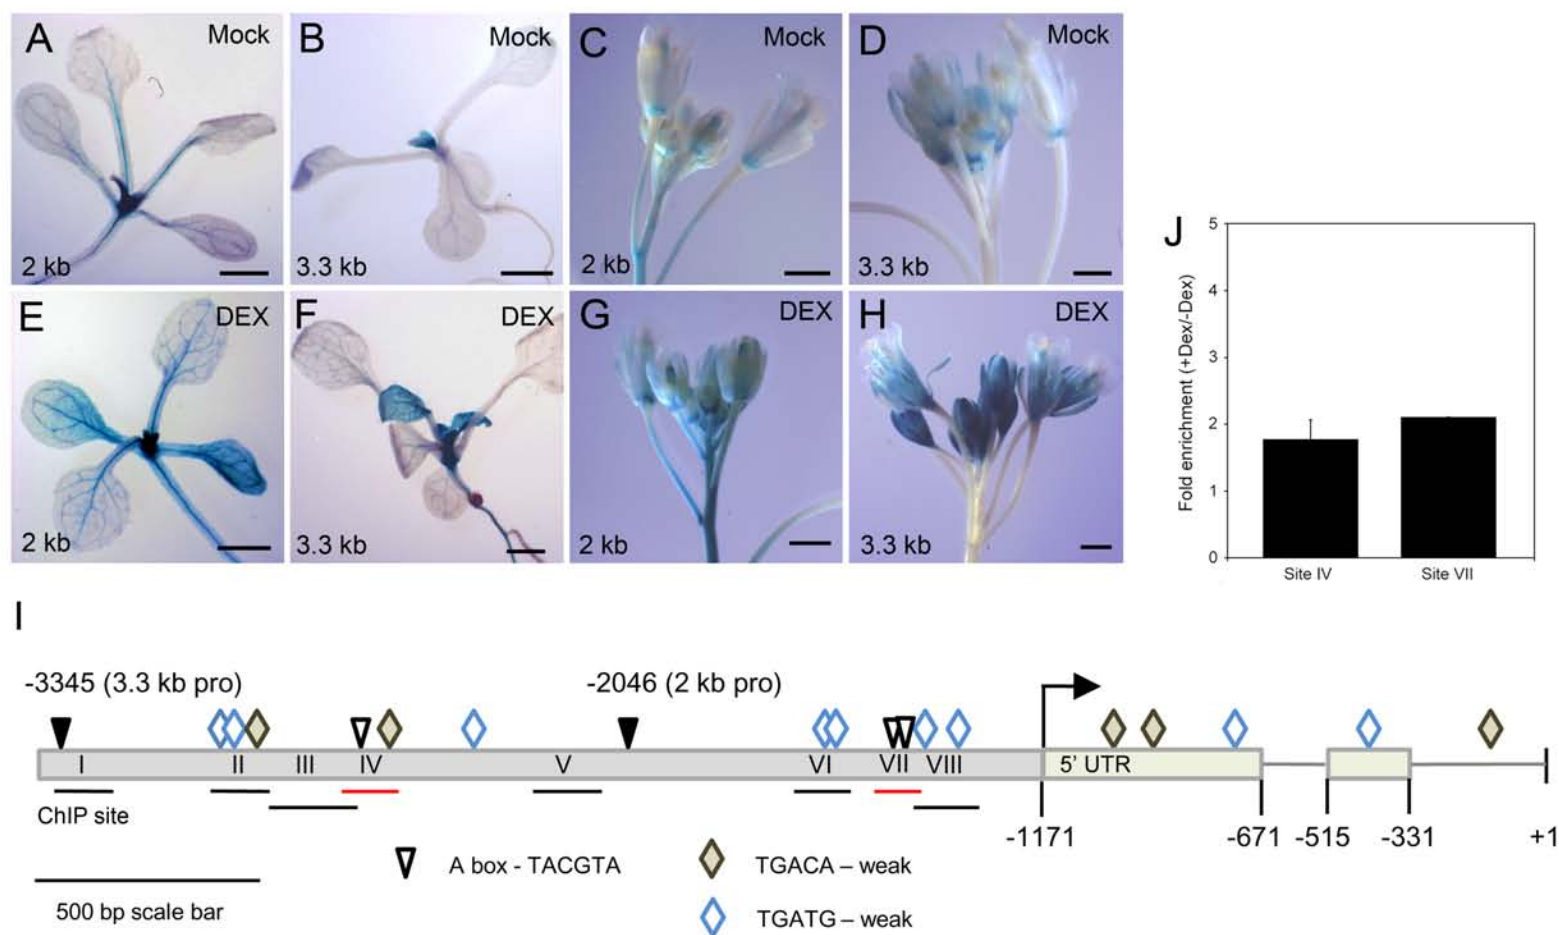 A Mock
2 kb
B Mock
3.3 kb
C Mock
2 kb
D Mock
3.3 kb
E DEX
2 kb
F DEX
3.3 kb
G DEX
2 kb
H DEX
3.3 kb
J
Fold enrichment (+Dex/-Dex)
5
4
3
2
1
0
Site IV Site VII
I
-3345 (3.3 kb pro) -2046 (2 kb pro)
I II III IV V VI VII VIII 5' UTR
ChIP site
-1171 -671 -515 -331 +1
A box - TACGTA
TGACA – weak
500 bp scale bar
TGATG – weak